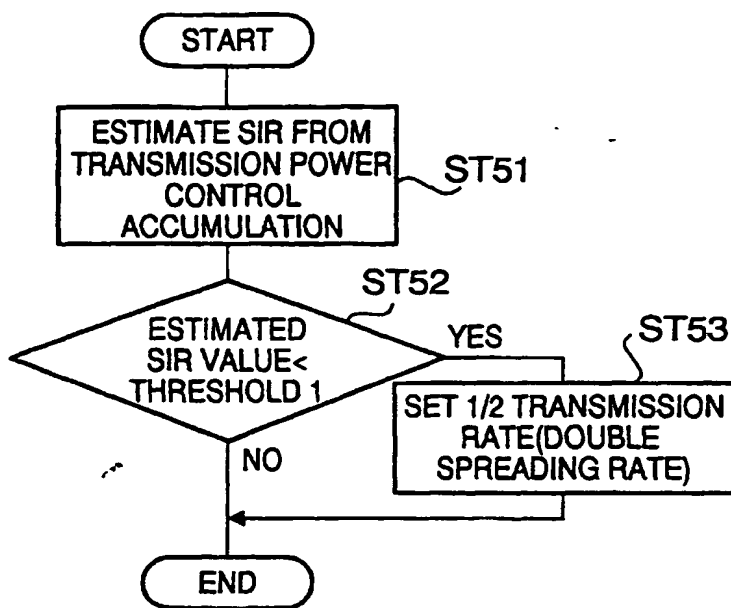 START
ESTIMATE SIR FROM
TRANSMISSION POWER
CONTROL
ACCUMULATION
ST51
ST52
ESTIMATED
SIR VALUE<
THRESHOLD 1
YES
ST53
SET 1/2 TRANSMISSION
RATE(DOUBLE
SPREADING RATE)
NO
END